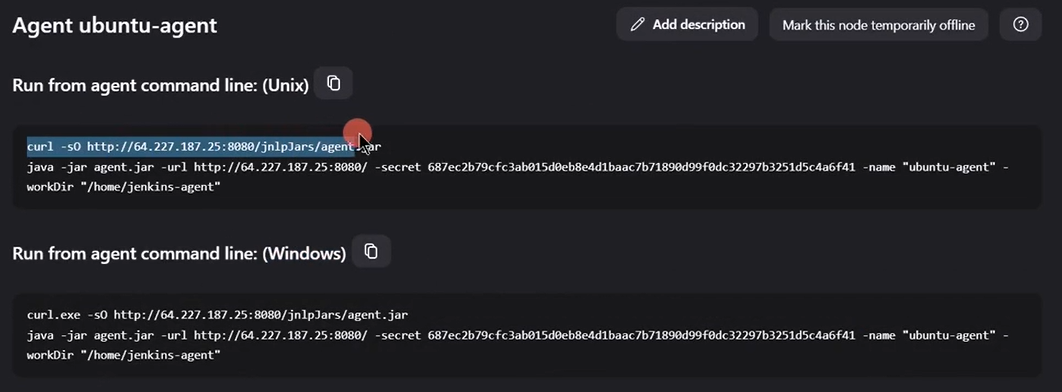 Agent ubuntu-agent
Add description
Mark this node temporarily offline
?
Run from agent command line: (Unix)
curl -sO http://64.227.187.25:8080/jnlpJars/agent.jar
java -jar agent.jar -url http://64.227.187.25:8080/ -secret 687ec2b79cfc3ab015d0eb8e4d1baac7b71890d99f0dc32297b3251d5c4a6f41 -name "ubuntu-agent" -
workDir "/home/jenkins-agent"
Run from agent command line: (Windows)
curl.exe -sO http://64.227.187.25:8080/jnlpJars/agent.jar
java -jar agent.jar -url http://64.227.187.25:8080/ -secret 687ec2b79cfc3ab015d0eb8e4d1baac7b71890d99f0dc32297b3251d5c4a6f41 -name "ubuntu-agent" -
workDir "/home/jenkins-agent"